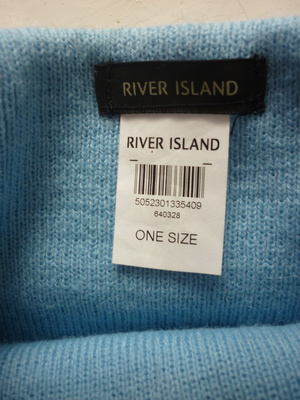 RIVER ISLAND
RIVER ISLAND
5052301335409
640328
ONE SIZE